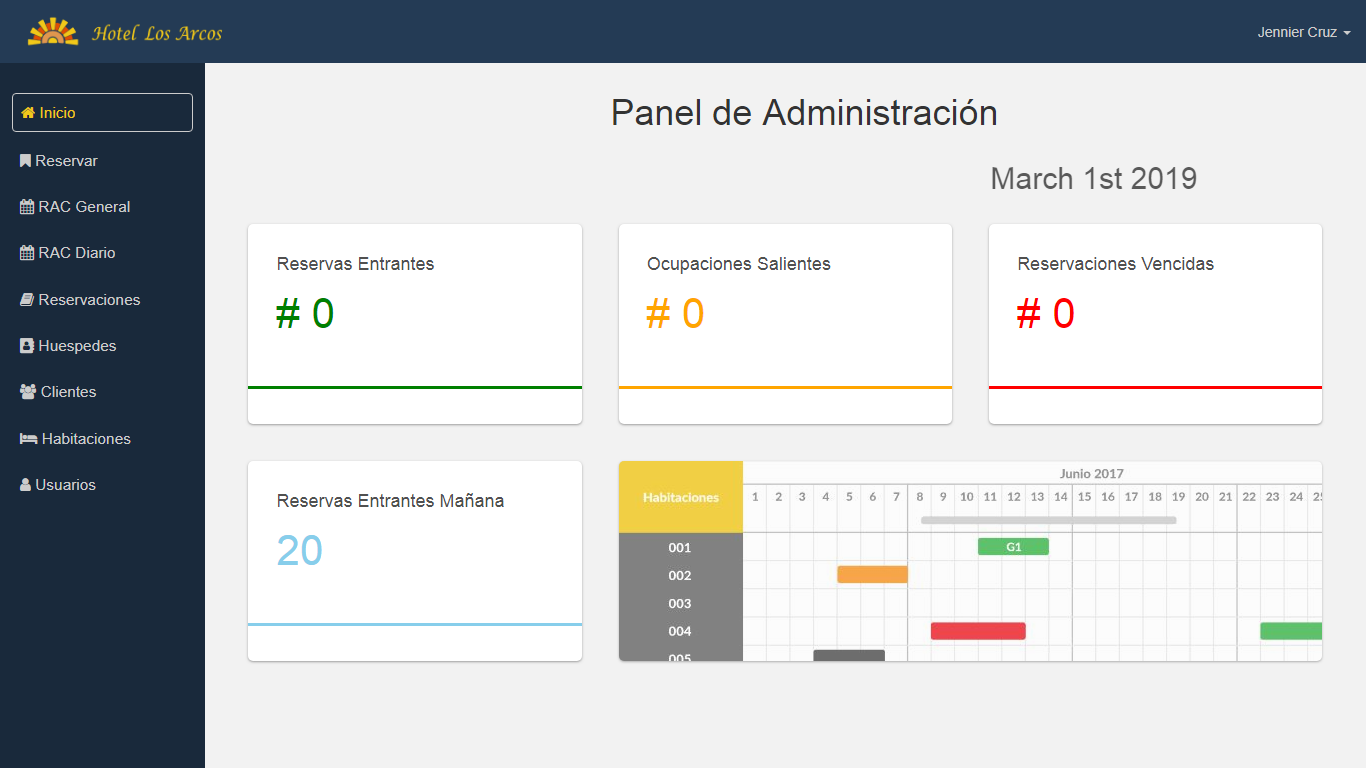 Hotel Los Arcos
Jennier Cruz
Inicio
Reservar
RAC General
RAC Diario
Reservaciones
Huespedes
Clientes
Habitaciones
Usuarios
Panel de Administración
March 1st 2019
Reservas Entrantes
# 0
Ocupaciones Salientes
# 0
Reservaciones Vencidas
# 0
Reservas Entrantes Mañana
20
Junio 2017
Habitaciones 1 2 3 4 5 6 7 8 9 10 11 12 13 14 15 16 17 18 19 20 21 22 23 24 25
001 G1
002
003
004
005